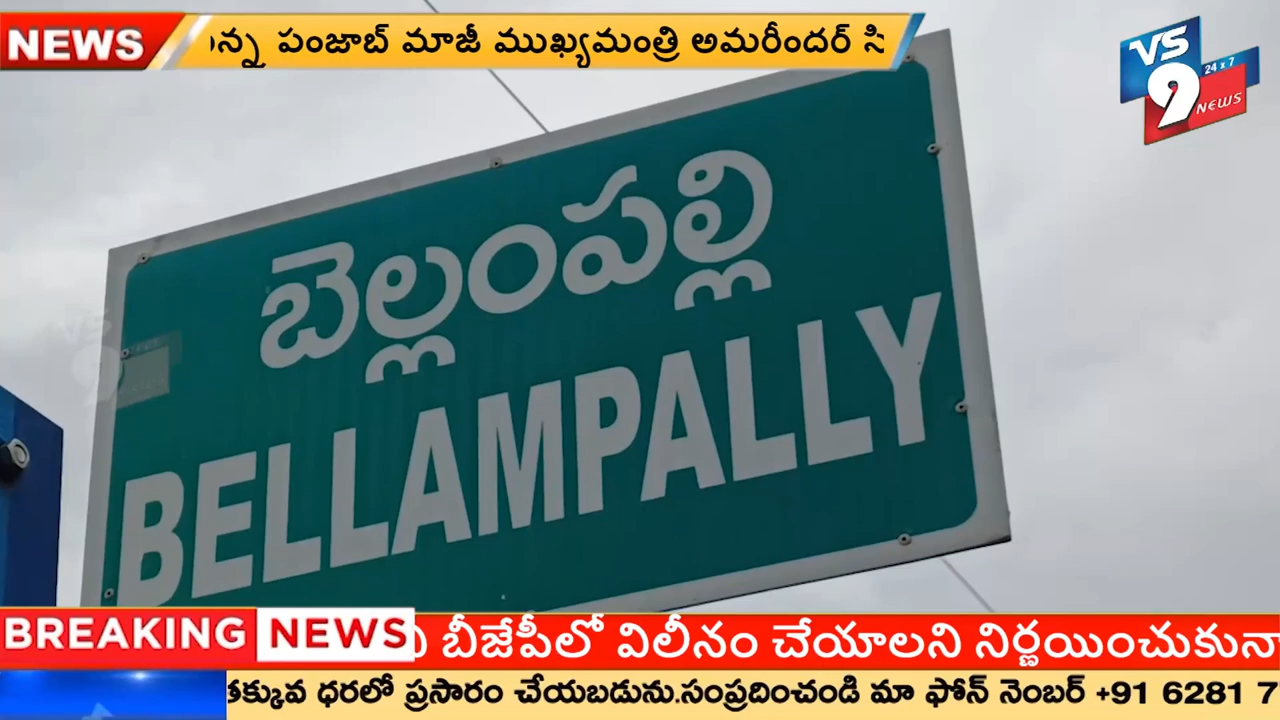 NEWS
పంజాబ్ మాజీ ముఖ్యమంత్రి అమరీందర్
VS
24 x 7
9
NEWS
బెల్లంపల్లి
BELLAMPALLY
BREAKING NEWS
బీజేపీలో విలీనం చేయాలని నిర్ణయించుకునా
ధరలో ప్రసారం చేయబడును.సంప్రదించండి మా ఫోన్ నెంబర్ +91 6281 7